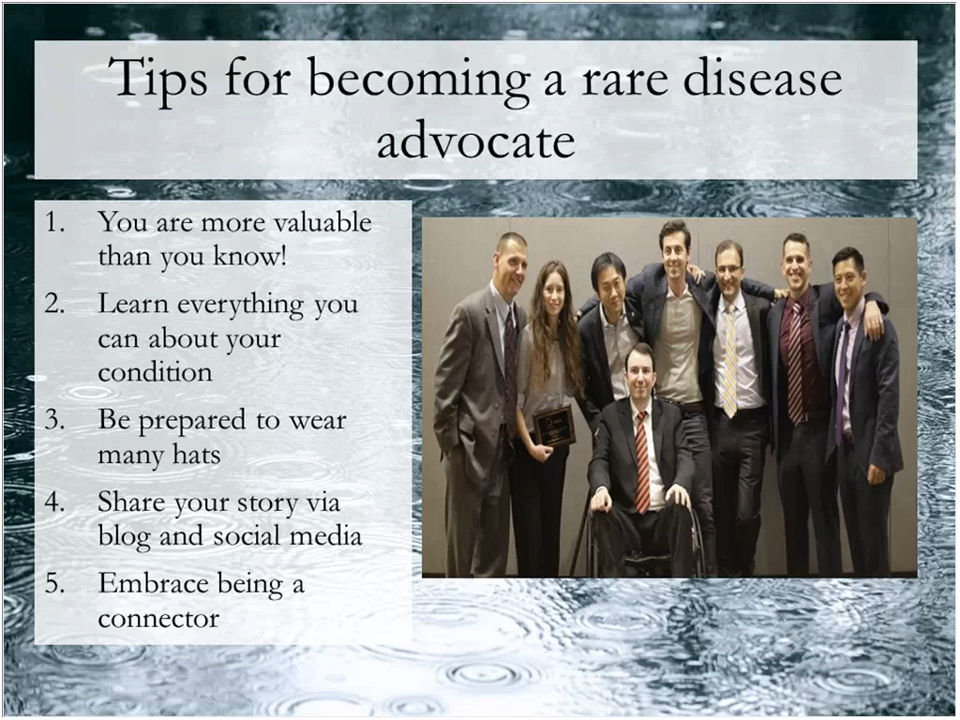 Tips for becoming a rare disease
advocate
1. You are more valuable
than you know!
2. Learn everything you
can about your
condition
3. Be prepared to wear
many hats
4. Share your story via
blog and social media
5. Embrace being a
connector